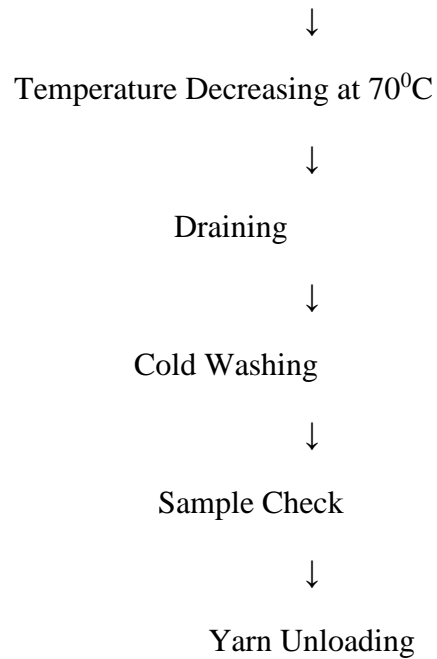 ↓
Temperature Decreasing at 70⁰C
↓
Draining
↓
Cold Washing
↓
Sample Check
↓
Yarn Unloading